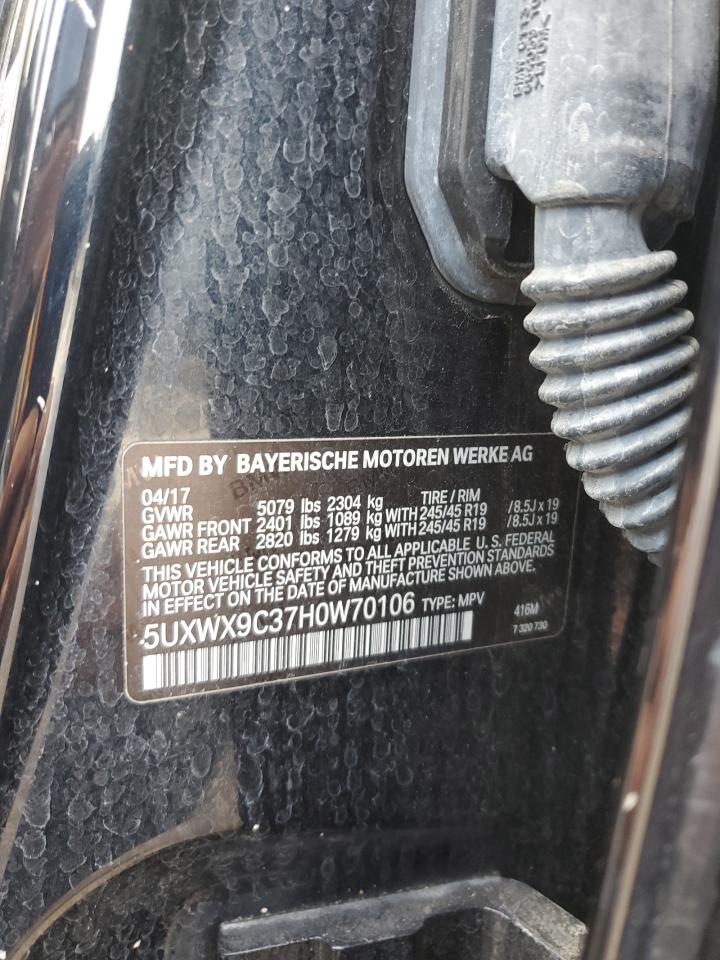 MFD BY BAYERISCHE MOTOREN WERKE AG
04/17 TIRE / RIM
GVWR 5079 lbs 2304 kg
GAWR FRONT 2401 lbs 1089 kg WITH 245/45 R19 /8.5J x 19
GAWR REAR 2820 lbs 1279 kg WITH 245/45 R19 /8.5J x 19
THIS VEHICLE CONFORMS TO ALL APPLICABLE U. S. FEDERAL
MOTOR VEHICLE SAFETY AND THEFT PREVENTION STANDARDS
IN EFFECT ON THE DATE OF MANUFACTURE SHOWN ABOVE.
5UXWX9C37H0W70106 TYPE: MPV 416M
7 320 730